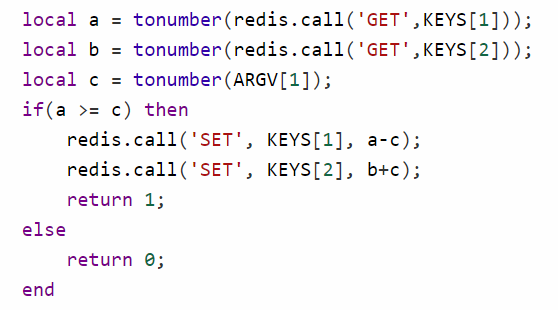 local a = tonumber(redis.call('GET',KEYS[1]));
local b = tonumber(redis.call('GET',KEYS[2]));
local c = tonumber(ARGV[1]);
if(a >= c) then
    redis.call('SET', KEYS[1], a-c);
    redis.call('SET', KEYS[2], b+c);
    return 1;
else
    return 0;
end